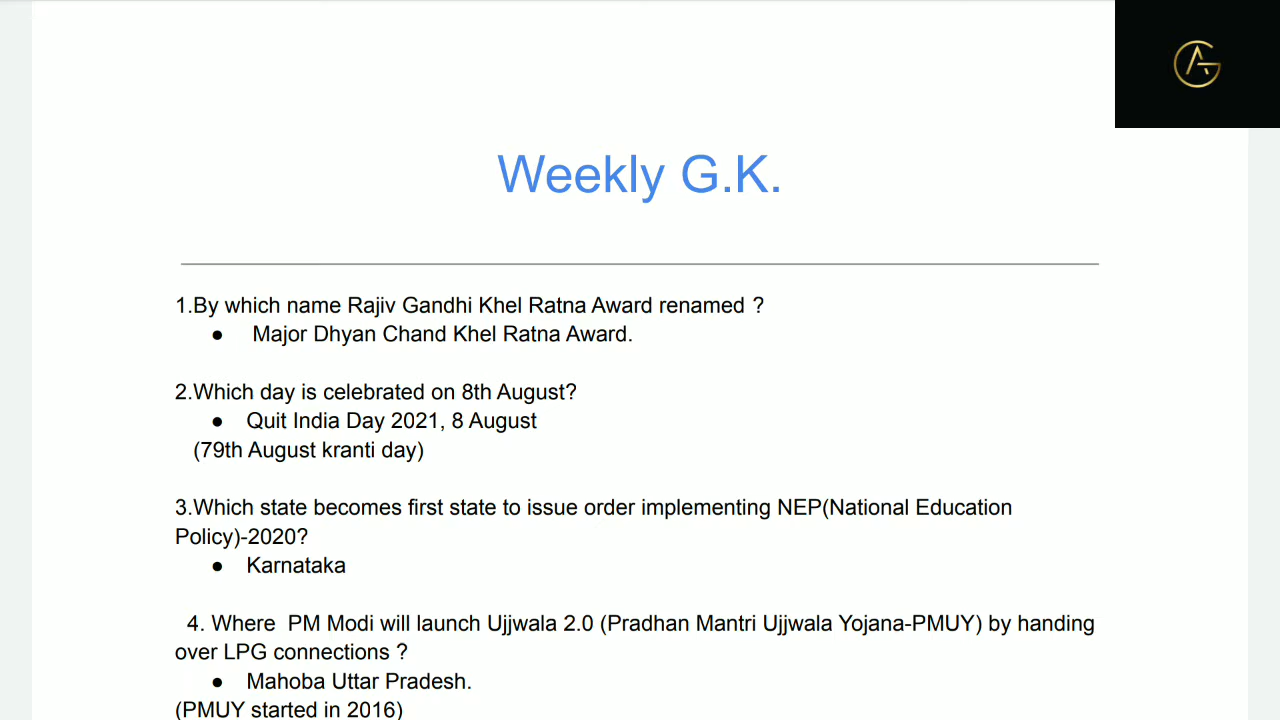 Weekly G.K.
1.By which name Rajiv Gandhi Khel Ratna Award renamed ?
● Major Dhyan Chand Khel Ratna Award.
2.Which day is celebrated on 8th August?
● Quit India Day 2021, 8 August
(79th August kranti day)
3.Which state becomes first state to issue order implementing NEP(National Education
Policy)-2020?
● Karnataka
4. Where  PM Modi will launch Ujjwala 2.0 (Pradhan Mantri Ujjwala Yojana-PMUY) by handing
over LPG connections ?
● Mahoba Uttar Pradesh.
(PMUY started in 2016)